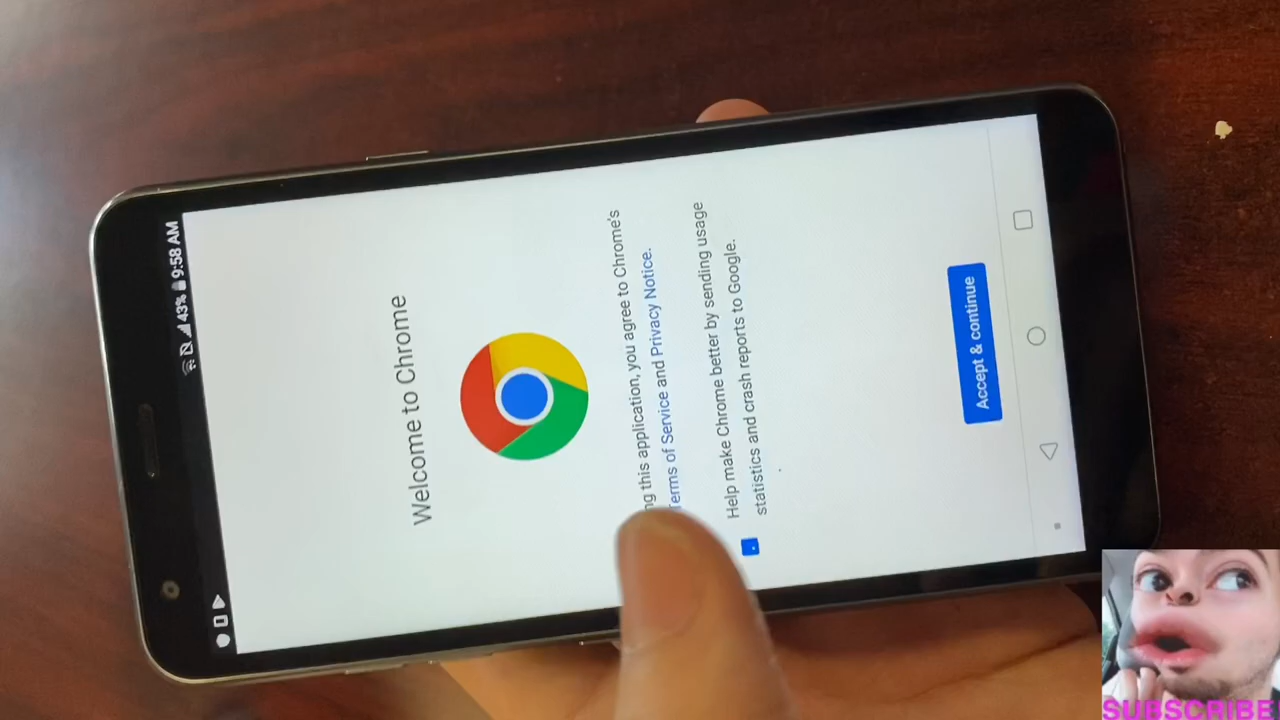 43% 9:58 AM
Welcome to Chrome
this application, you agree to Chrome's
Terms of Service and Privacy Notice.
Help make Chrome better by sending usage
statistics and crash reports to Google.
Accept & continue
SUBSCRIBE